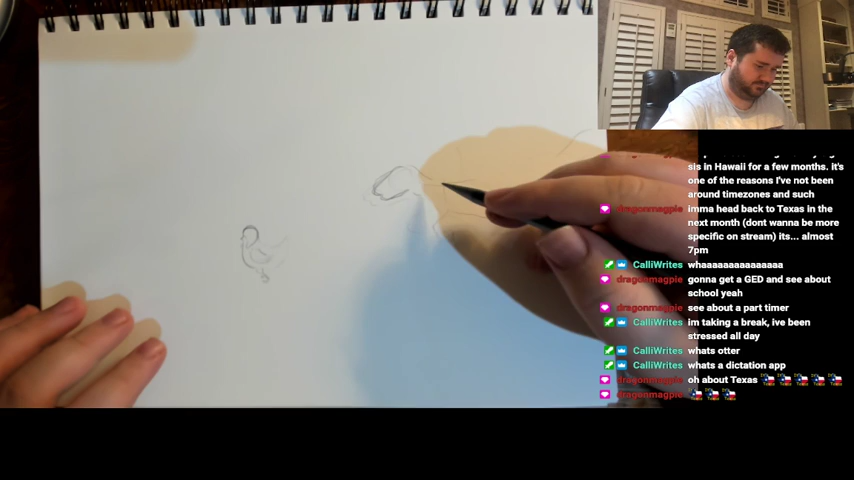 sis in Hawaii for a few months. it's
one of the reasons I've not been
around timezones and such
dragonmagpie imma head back to Texas in the
next month (dont wanna be more
specific on stream) its... almost
7pm
CalliWrites whaaaaaaaaaaaaaa
dragonmagpie gonna get a GED and see about
school yeah
dragonmagpie see about a part timer
CalliWrites im taking a break, ive been
stressed all day
CalliWrites whats otter
CalliWrites whats a dictation app
dragonmagpie oh about Texas
dragonmagpie